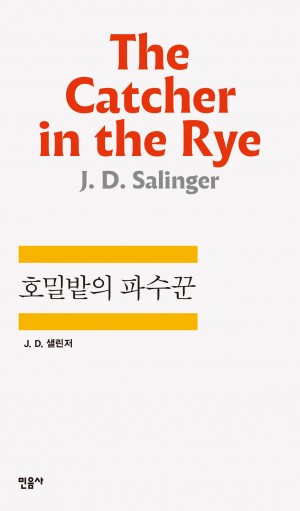 The
Catcher
in the Rye
J. D. Salinger
호밀밭의 파수꾼
J. D. 샐린저
민음사